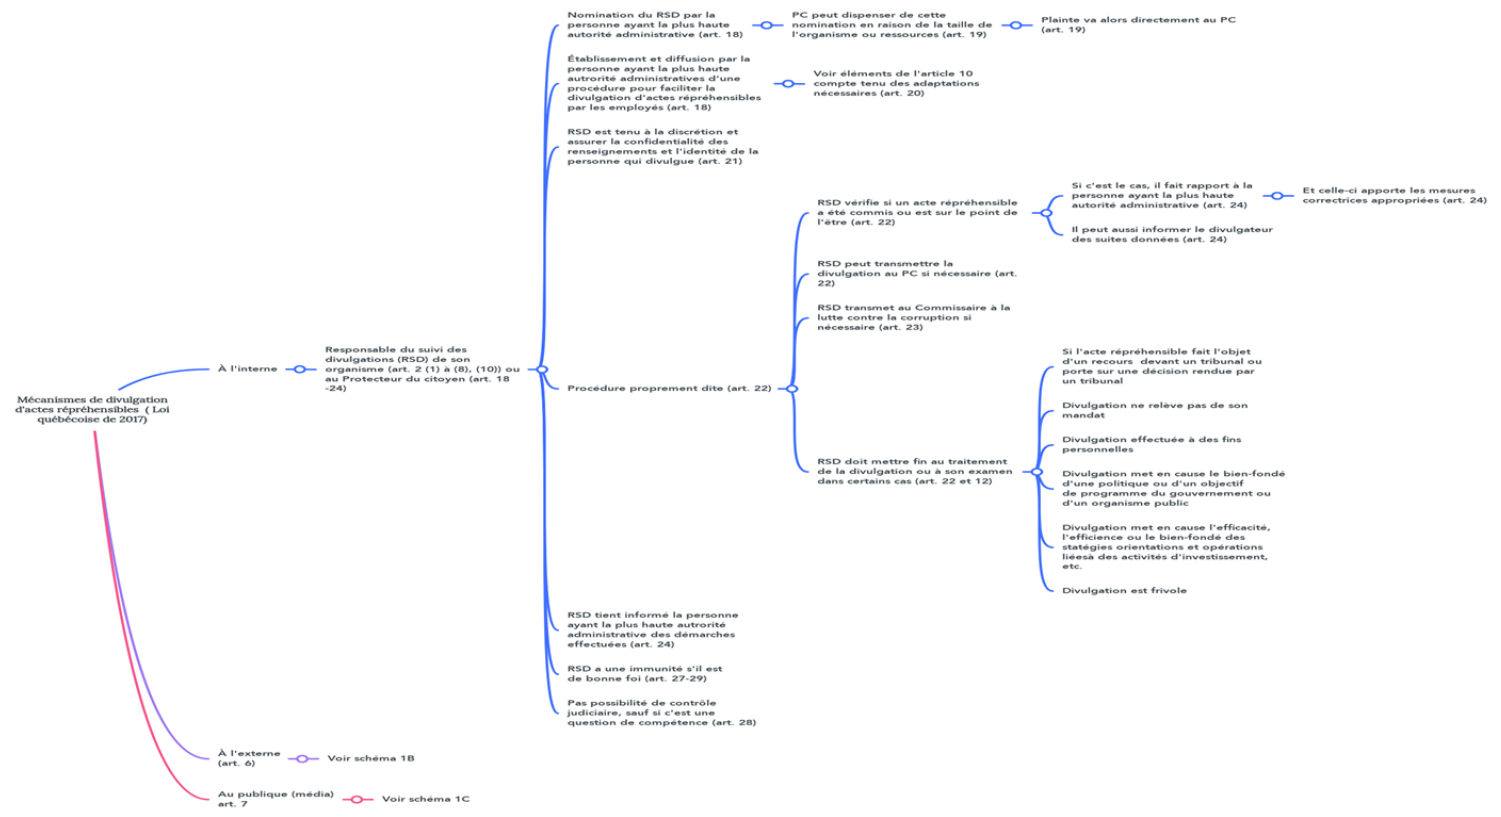 Mécanismes de divulgation
d'actes répréhensibles  ( Loi
québécoise de 2017)
À l'interne
Responsable du suivi des
divulgations (RSD) de son
organisme (art. 2 (1) à (8), (10)) ou
au Protecteur du citoyen (art. 18
-24)
Nomination du RSD par la
personne ayant la plus haute
autorité administrative (art. 18)
PC peut dispenser de cette
nomination en raison de la taille de
l'organisme ou ressources (art. 19)
Plainte va alors directement au PC
(art. 19)
Établissement et diffusion par la
personne ayant la plus haute
autrorité administratives d'une
procédure pour faciliter la
divulgation d'actes répréhensibles
par les employés (art. 18)
Voir éléments de l'article 10
compte tenu des adaptations
nécessaires (art. 20)
RSD est tenu à la discrétion et
assurer la confidentialité des
renseignements et l'identité de la
personne qui divulgue (art. 21)
Procédure proprement dite (art. 22)
RSD vérifie si un acte répréhensible
a été commis ou est sur le point de
l'être (art. 22)
Si c'est le cas, il fait rapport à la
personne ayant la plus haute
autorité administrative (art. 24)
Et celle-ci apporte les mesures
correctrices appropriées (art. 24)
Il peut aussi informer le divulgateur
des suites données (art. 24)
RSD peut transmettre la
divulgation au PC si nécessaire (art.
22)
RSD transmet au Commissaire à la
lutte contre la corruption si
nécessaire (art. 23)
RSD doit mettre fin au traitement
de la divulgation ou à son examen
dans certains cas (art. 22 et 12)
Si l'acte répréhensible fait l'objet
d'un recours  devant un tribunal ou
porte sur une décision rendue par
un tribunal
Divulgation ne relève pas de son
mandat
Divulgation effectuée à des fins
personnelles
Divulgation met en cause le bien-fondé
d'une politique ou d'un objectif
de programme du gouvernement ou
d'un organisme public
Divulgation met en cause l'efficacité,
l'efficience ou le bien-fondé des
statégies orientations et opérations
liéesà des activités d'investissement,
etc.
Divulgation est frivole
RSD tient informé la personne
ayant la plus haute autrorité
administrative des démarches
effectuées (art. 24)
RSD a une immunité s'il est
de bonne foi (art. 27-29)
Pas possibilité de contrôle
judiciaire, sauf si c'est une
question de compétence (art. 28)
À l'externe
(art. 6)
Voir schéma 1B
Au publique (média)
art. 7
Voir schéma 1C